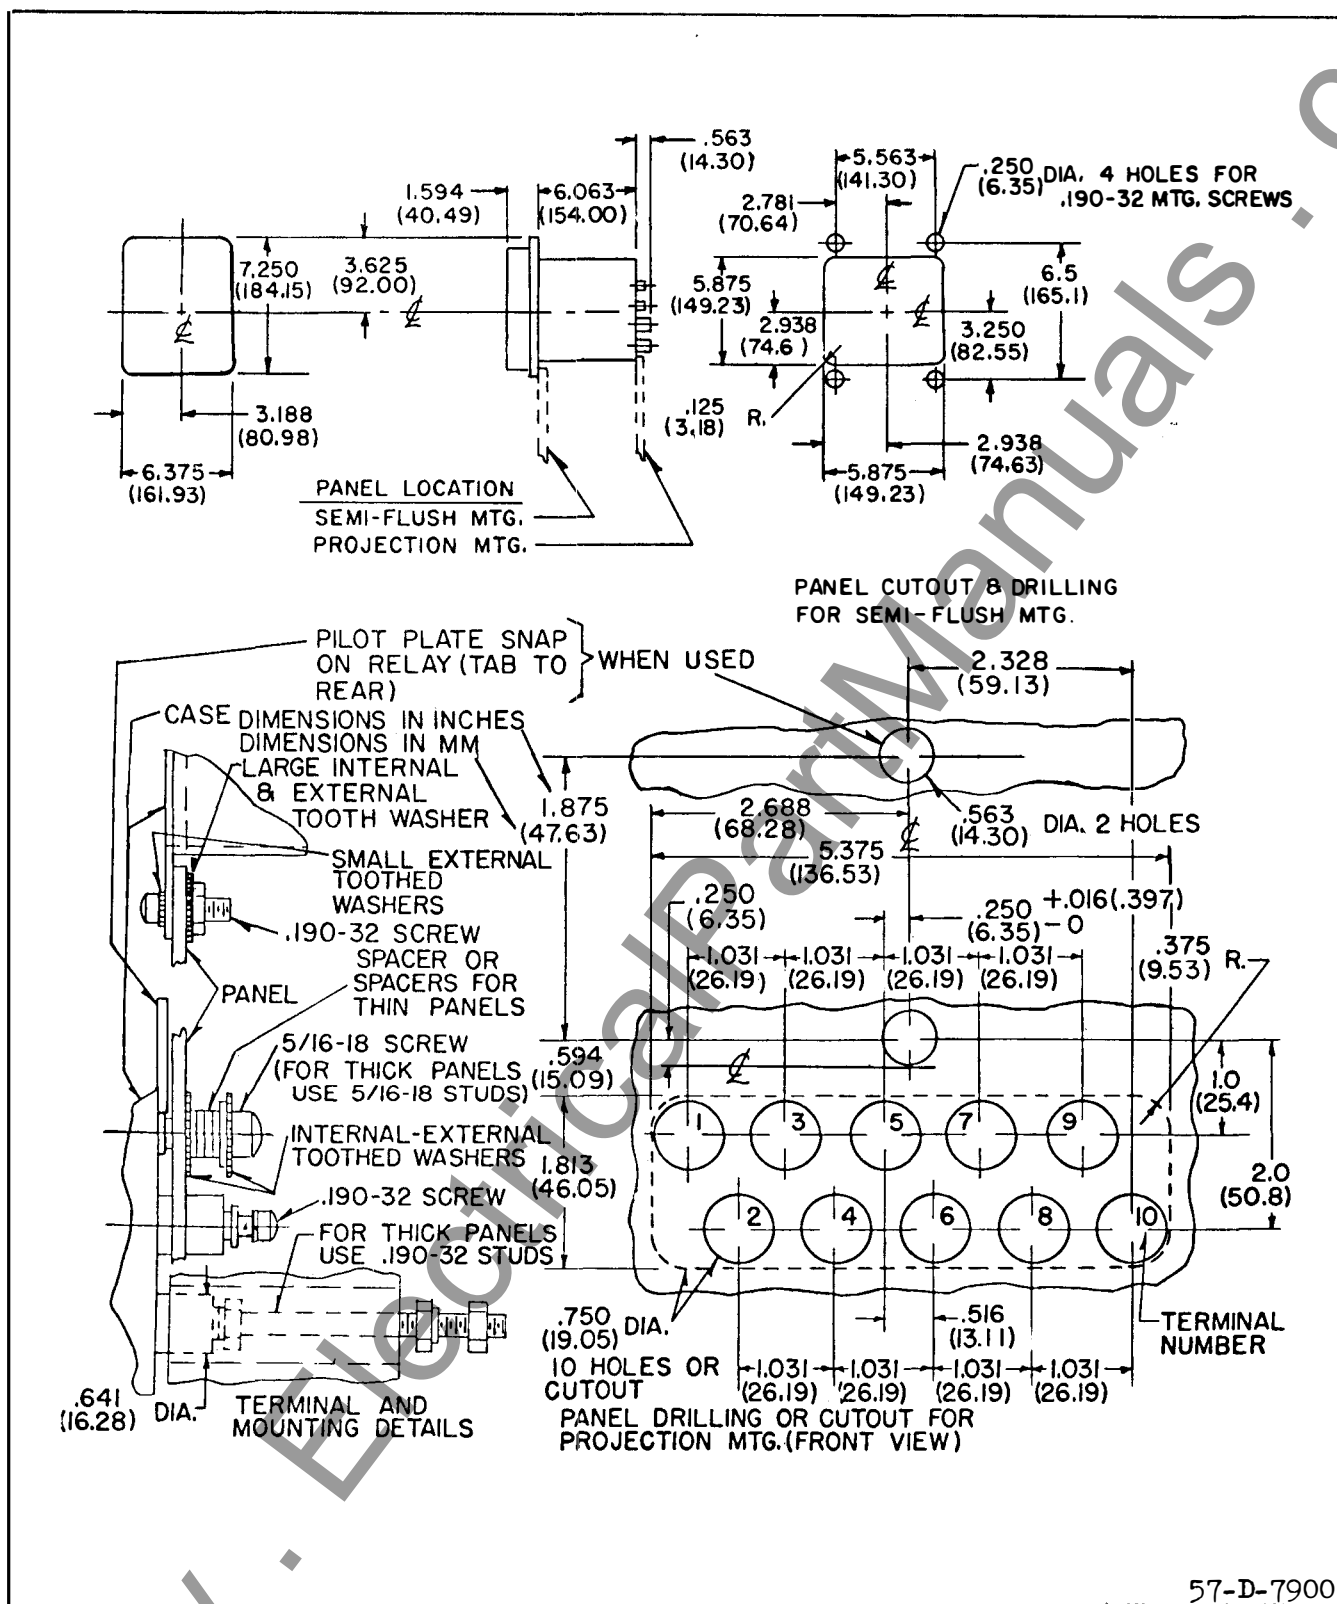 .563
(14.30)
1.594
(40.49)
6.063
(154.00)
5.563
(141.30)
.250
(6.35)
DIA. 4 HOLES FOR
.190-32 MTG. SCREWS
2.781
(70.64)
7.250
(184.15)
3.625
(92.00)
℄
℄
5.875
(149.23)
2.938
(74.6)
℄
℄
6.5
(165.1)
3.250
(82.55)
3.188
(80.98)
6.375
(161.93)
.125
(3.18)
R.
2.938
(74.63)
5.875
(149.23)
PANEL LOCATION
SEMI-FLUSH MTG.
PROJECTION MTG.
PANEL CUTOUT & DRILLING
FOR SEMI-FLUSH MTG.
PILOT PLATE SNAP
ON RELAY (TAB TO
REAR)
WHEN USED
2.328
(59.13)
CASE
DIMENSIONS IN INCHES
DIMENSIONS IN MM
LARGE INTERNAL
& EXTERNAL
TOOTH WASHER
1.875
(47.63)
2.688
(68.28)
℄
.563
(14.30)
DIA. 2 HOLES
5.375
(136.53)
SMALL EXTERNAL
TOOTHED
WASHERS
.190-32 SCREW
.250
(6.35)
.250
(6.35)
+.016(.397)
-0
1.031
(26.19)
1.031
(26.19)
1.031
(26.19)
1.031
(26.19)
.375
(9.53)
R.
SPACER OR
SPACERS FOR
THIN PANELS
PANEL
5/16-18 SCREW
(FOR THICK PANELS
USE 5/16-18 STUDS)
.594
(15.09)
℄
1.0
(25.4)
2.0
(50.8)
INTERNAL-EXTERNAL
TOOTHED WASHERS
1.813
(46.05)
1
3
5
7
9
2
4
6
8
10
.190-32 SCREW
FOR THICK PANELS
USE .190-32 STUDS
.750
(19.05)
DIA.
10 HOLES OR
CUTOUT
.516
(13.11)
TERMINAL
NUMBER
1.031
(26.19)
1.031
(26.19)
1.031
(26.19)
1.031
(26.19)
.641
(16.28)
DIA.
TERMINAL AND
MOUNTING DETAILS
PANEL DRILLING OR CUTOUT FOR
PROJECTION MTG. (FRONT VIEW)
57-D-7900
. ElectricalPartManuals .